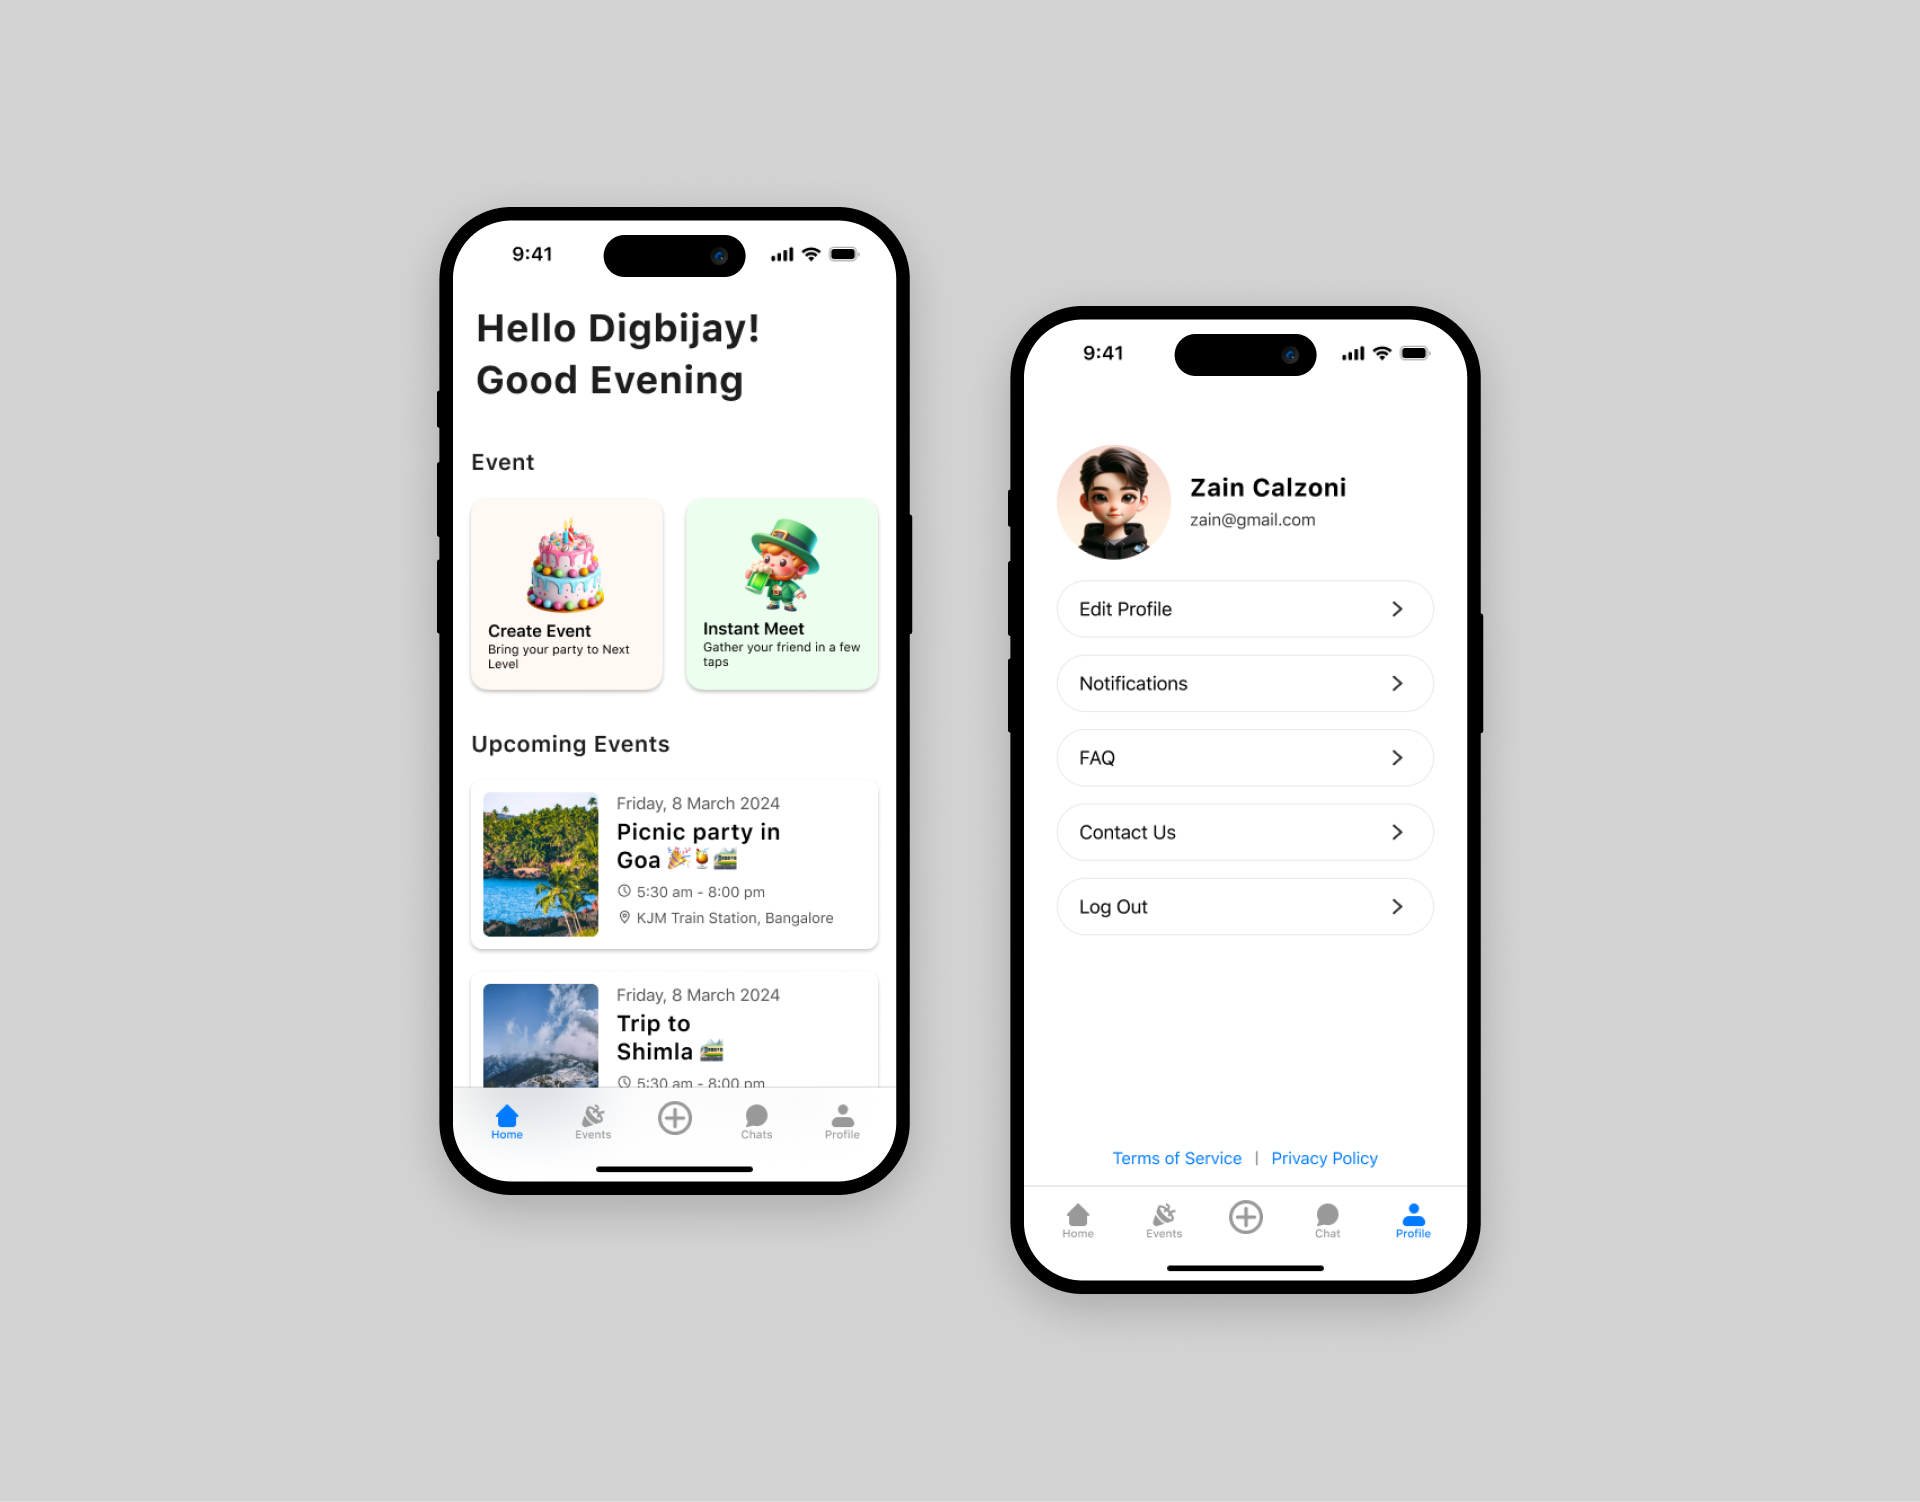 9:41
Hello Digbijay!
Good Evening
Event
Create Event
Bring your party to Next
Level
Instant Meet
Gather your friend in a few
taps
Upcoming Events
Friday, 8 March 2024
Picnic party in
Goa 🎉🍹🚞
5:30 am - 8:00 pm
KJM Train Station, Bangalore
Friday, 8 March 2024
Trip to
Shimla 🚞
5:30 am - 8:00 pm
Home
Events
Chats
Profile
9:41
Zain Calzoni
zain@gmail.com
Edit Profile
Notifications
FAQ
Contact Us
Log Out
Terms of Service | Privacy Policy
Home
Events
Chat
Profile